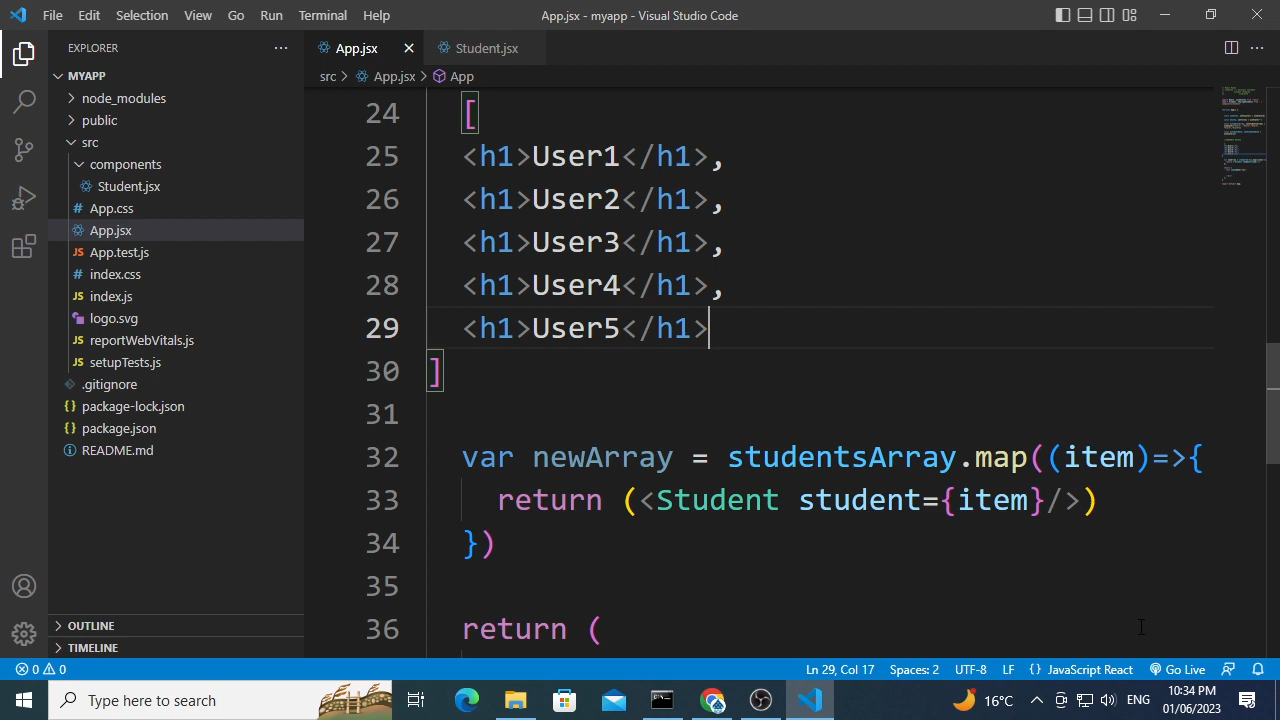 File Edit Selection View Go Run Terminal Help
App.jsx - myapp - Visual Studio Code
EXPLORER
MYAPP
node_modules
public
src
components
Student.jsx
# App.css
App.jsx
JS App.test.js
# index.css
JS index.js
logo.svg
JS reportWebVitals.js
JS setupTests.js
.gitignore
{} package-lock.json
{} package.json
README.md
OUTLINE
TIMELINE
App.jsx Student.jsx
src > App.jsx > App
24 [
25 <h1>User1</h1>,
26 <h1>User2</h1>,
27 <h1>User3</h1>,
28 <h1>User4</h1>,
29 <h1>User5</h1>
30 ]
31
32 var newArray = studentsArray.map((item)=>{
33 return (<Student student={item}/>)
34 })
35
36 return (
0 0
Ln 29, Col 17 Spaces: 2 UTF-8 LF {} JavaScript React Go Live
Type here to search
16°C ENG
10:34 PM
01/06/2023